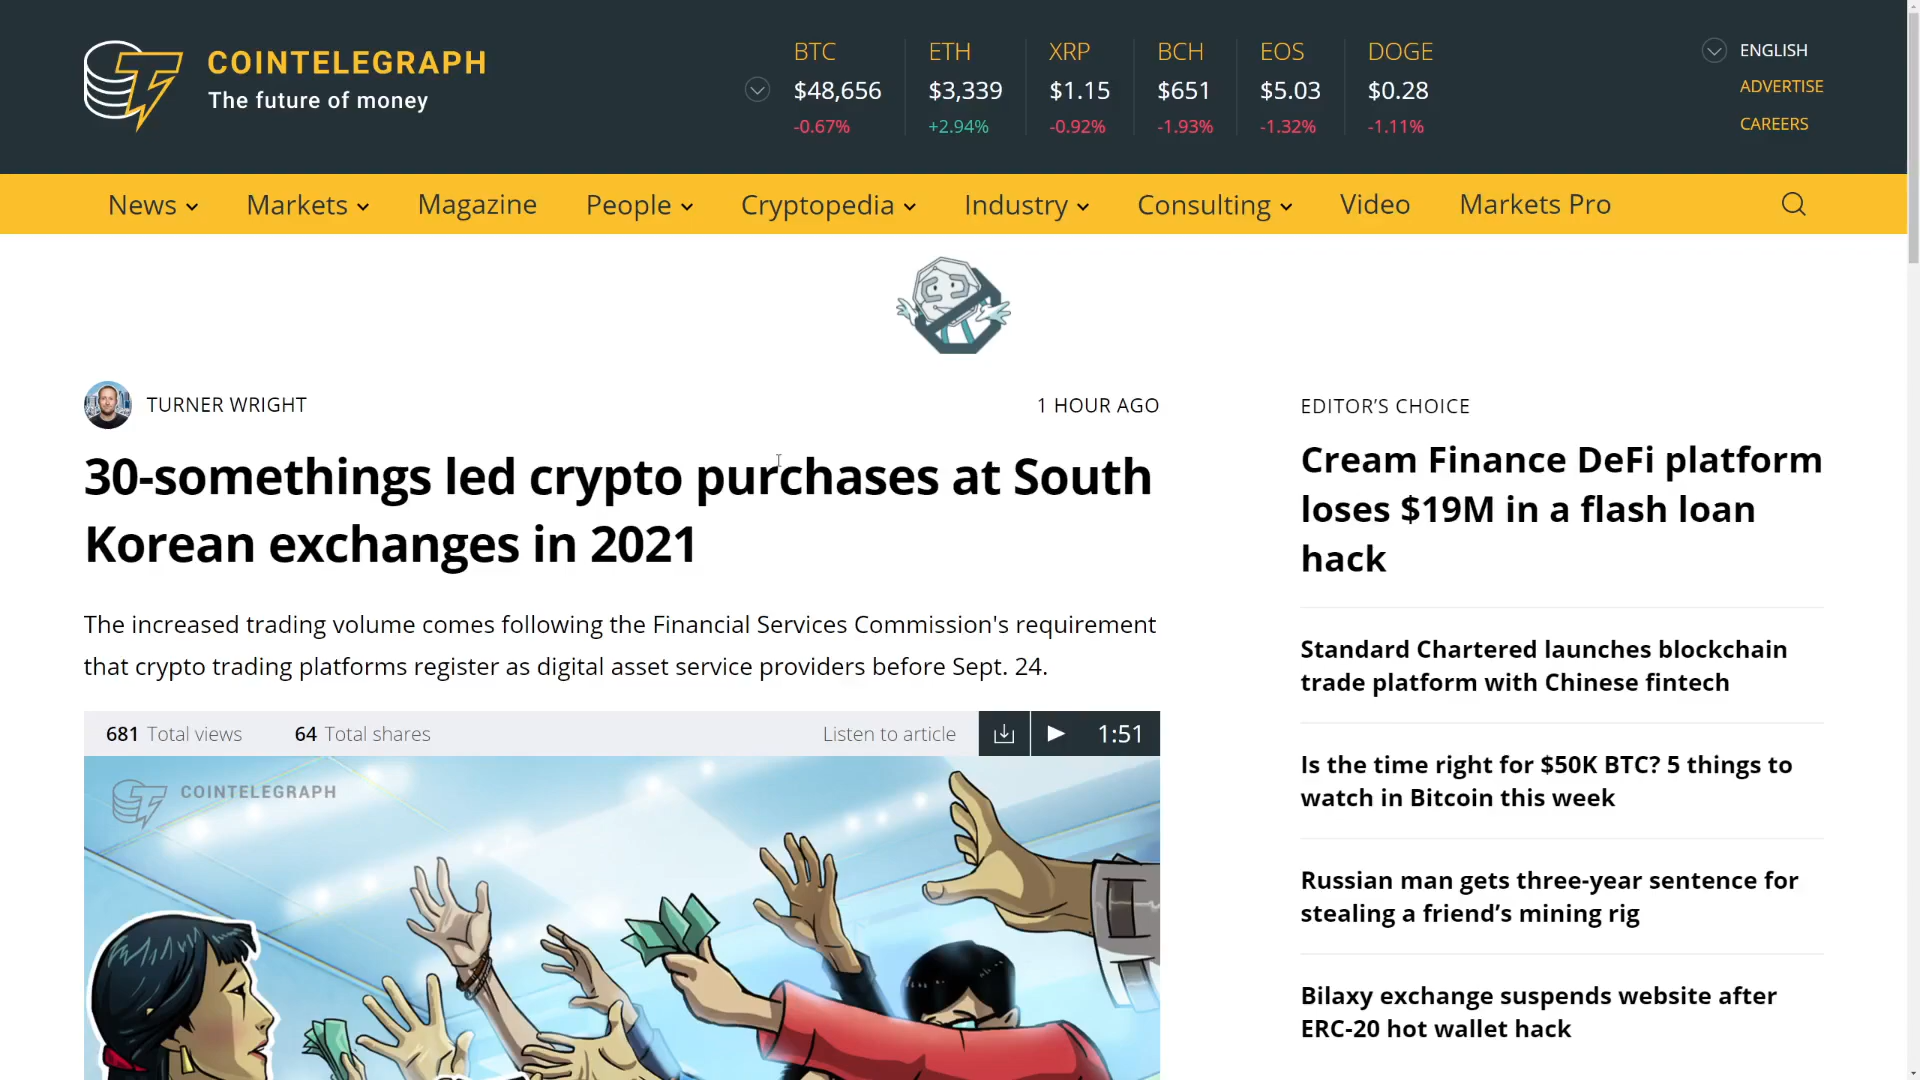 COINTELEGRAPH
The future of money
BTC
$48,656
-0.67%
ETH
$3,339
+2.94%
XRP
$1.15
-0.92%
BCH
$651
-1.93%
EOS
$5.03
-1.32%
DOGE
$0.28
-1.11%
ENGLISH
ADVERTISE
CAREERS
News Markets Magazine People Cryptopedia Industry Consulting Video Markets Pro
TURNER WRIGHT
1 HOUR AGO
30-somethings led crypto purchases at South
Korean exchanges in 2021
The increased trading volume comes following the Financial Services Commission's requirement
that crypto trading platforms register as digital asset service providers before Sept. 24.
681 Total views 64 Total shares Listen to article 1:51
COINTELEGRAPH
EDITOR’S CHOICE
Cream Finance DeFi platform
loses $19M in a flash loan
hack
Standard Chartered launches blockchain
trade platform with Chinese fintech
Is the time right for $50K BTC? 5 things to
watch in Bitcoin this week
Russian man gets three-year sentence for
stealing a friend’s mining rig
Bilaxy exchange suspends website after
ERC-20 hot wallet hack